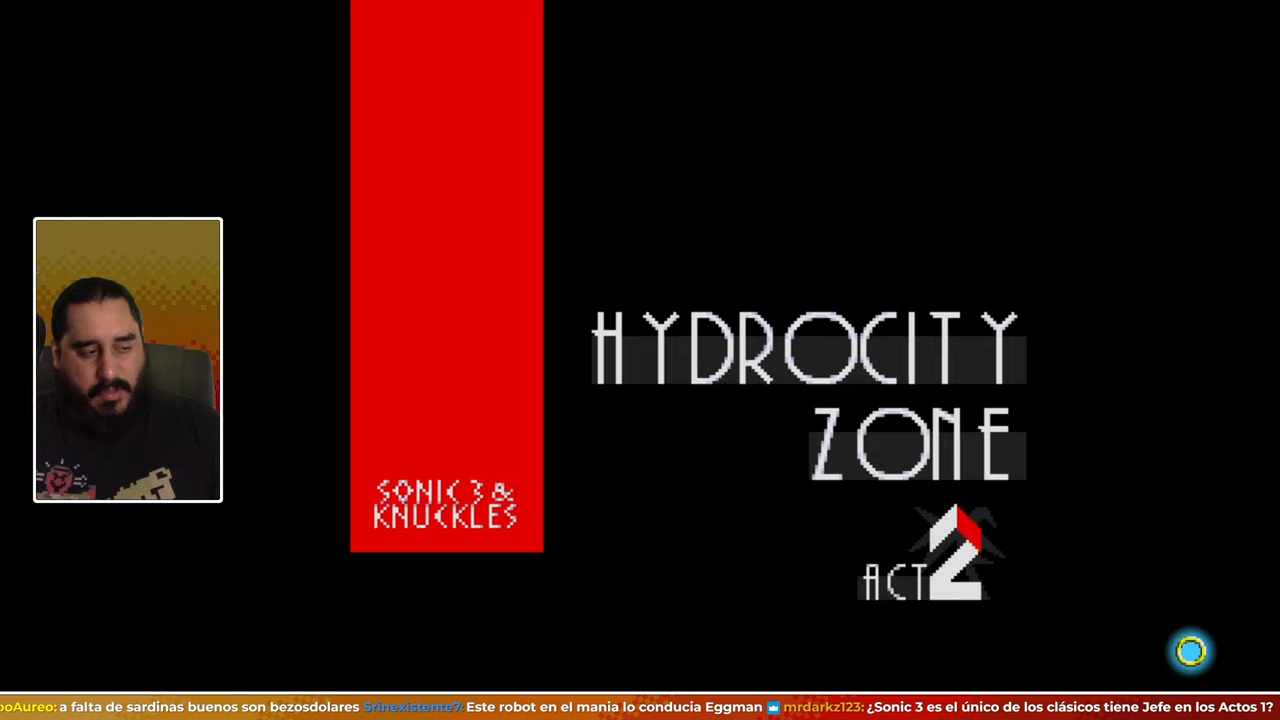 HYDROCITY
ZONE
SONIC 3 &
KNUCKLES
ACT 2
ooAureo: a falta de sardinas buenos son bezosdolares Srinexistente7: Este robot en el mania lo conducia Eggman mrdarkz123: ¿Sonic 3 es el único de los clásicos tiene Jefe en los Actos 1?